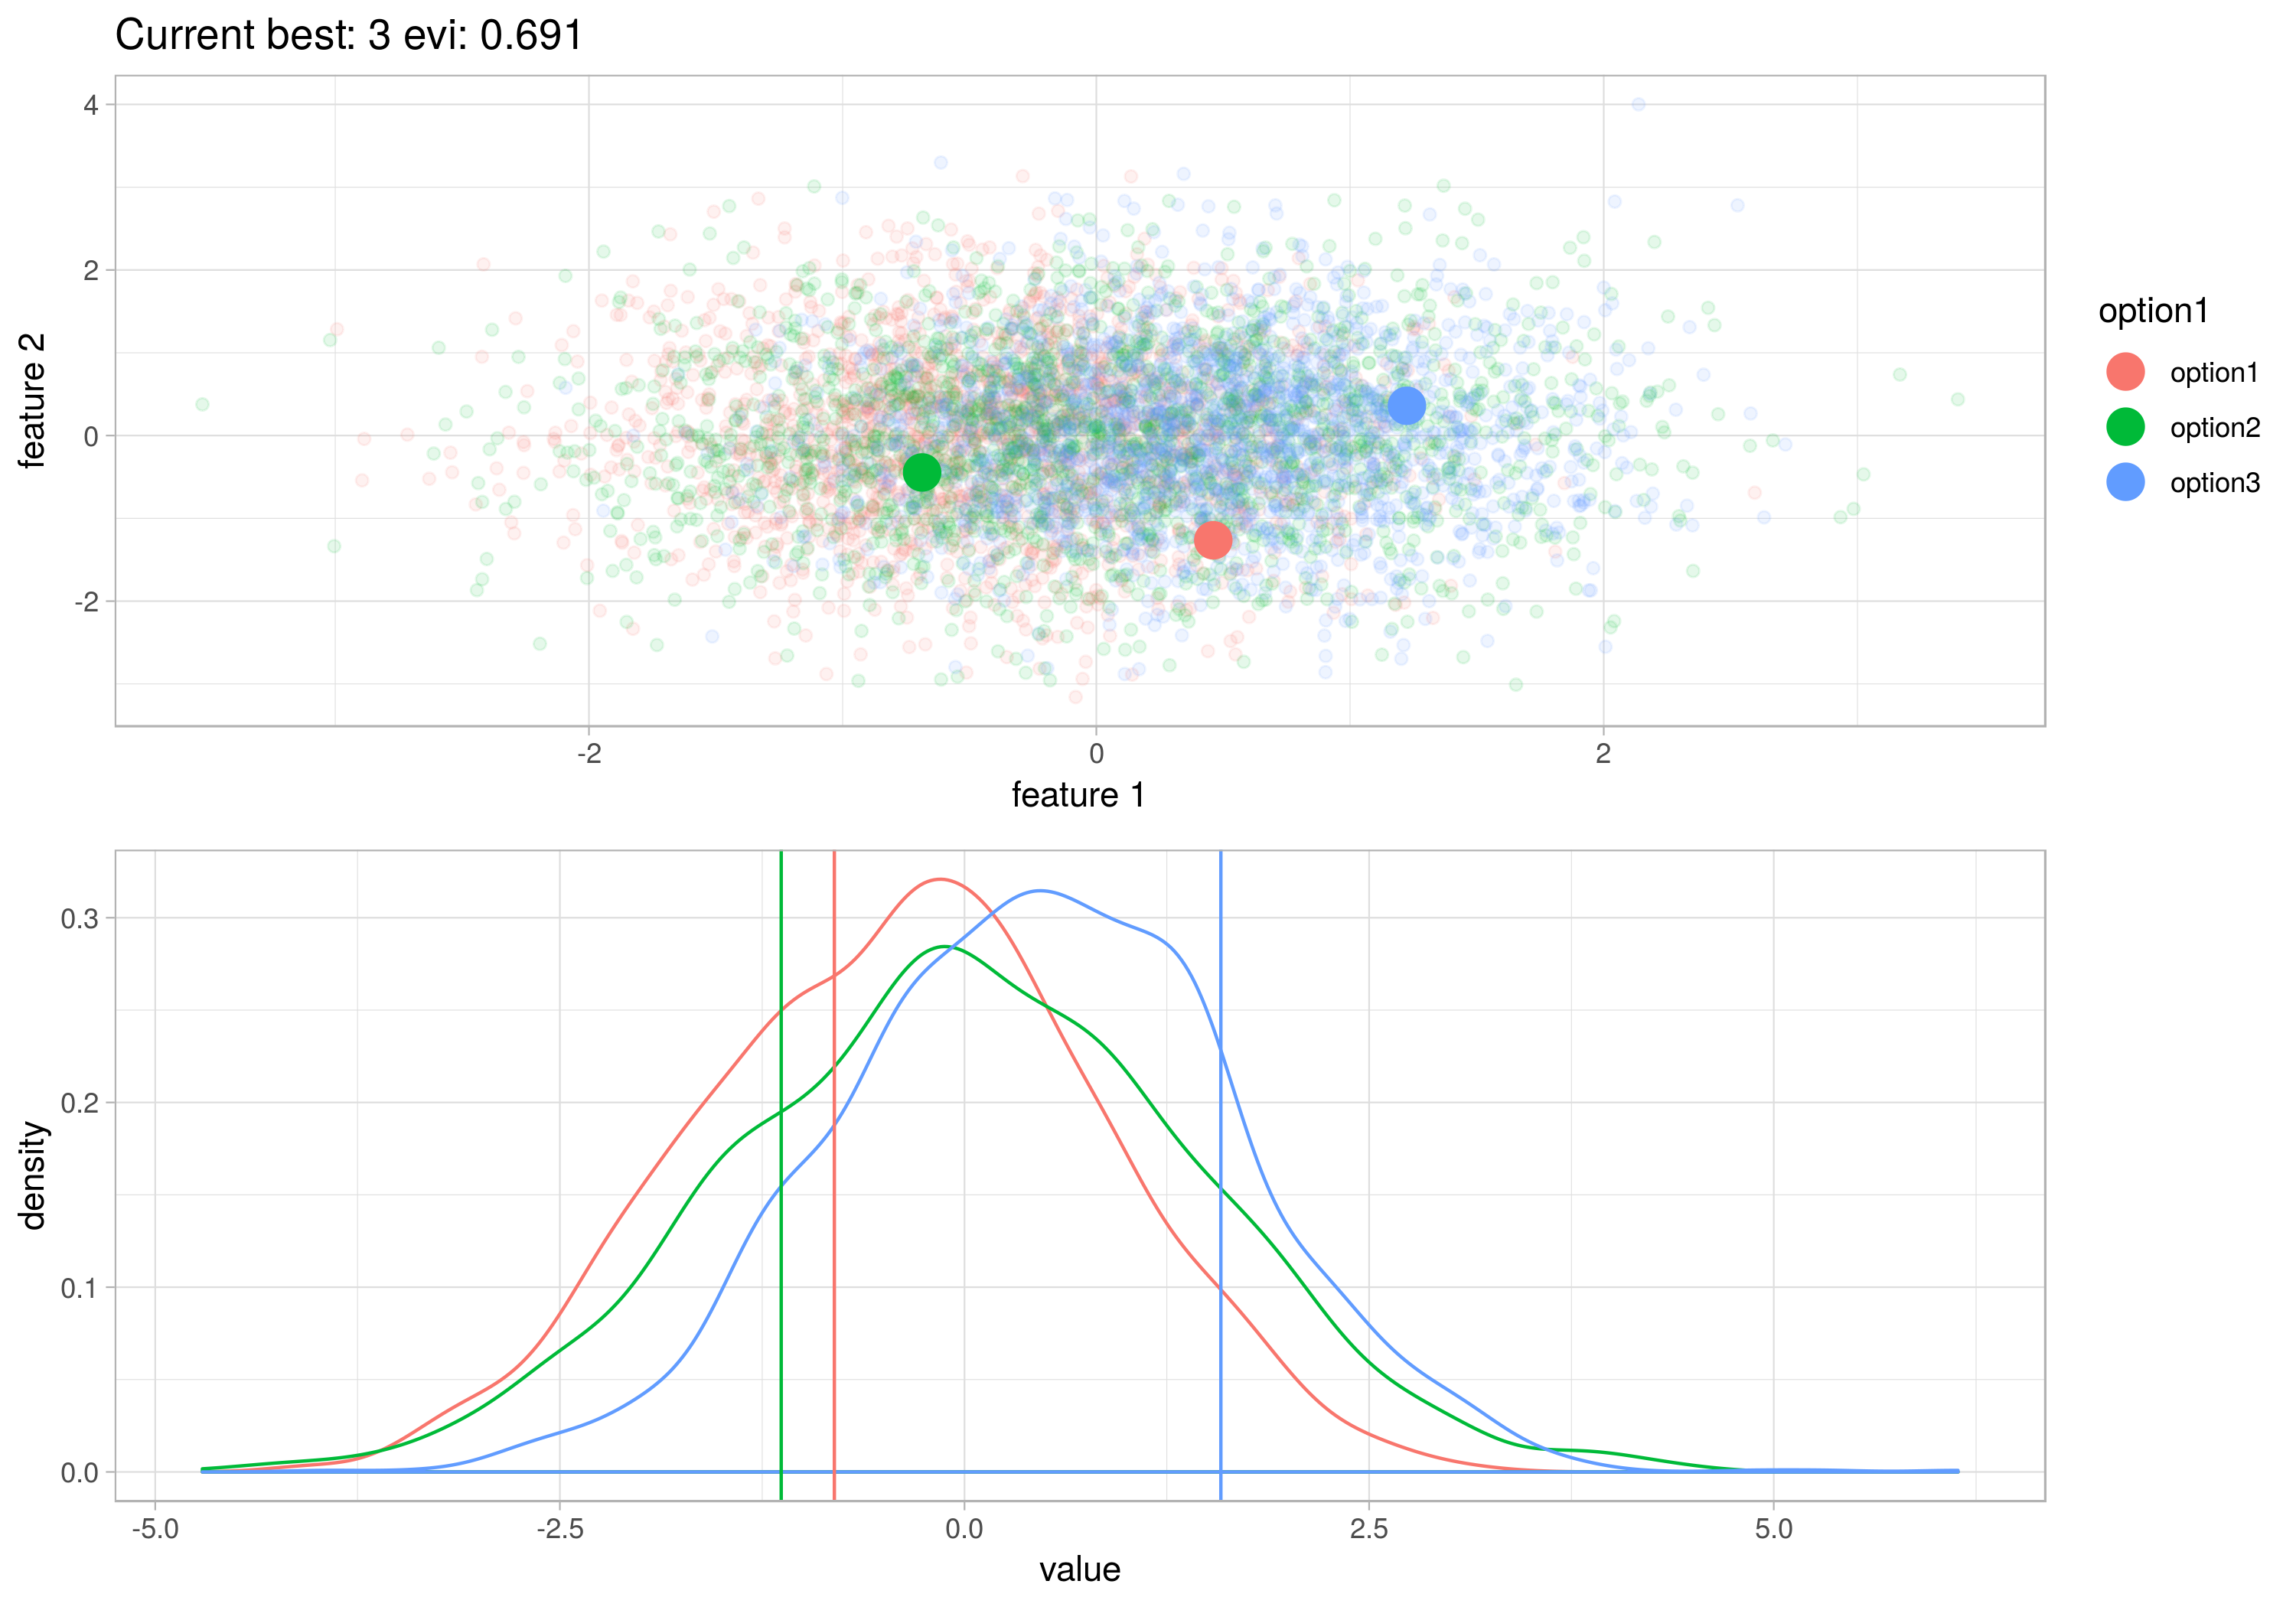 Current best: 3 evi: 0.691
4
2
0
-2
feature 2
-2
0
2
feature 1
option1
option1
option2
option3
0.3
0.2
0.1
0.0
density
-5.0
-2.5
0.0
2.5
5.0
value